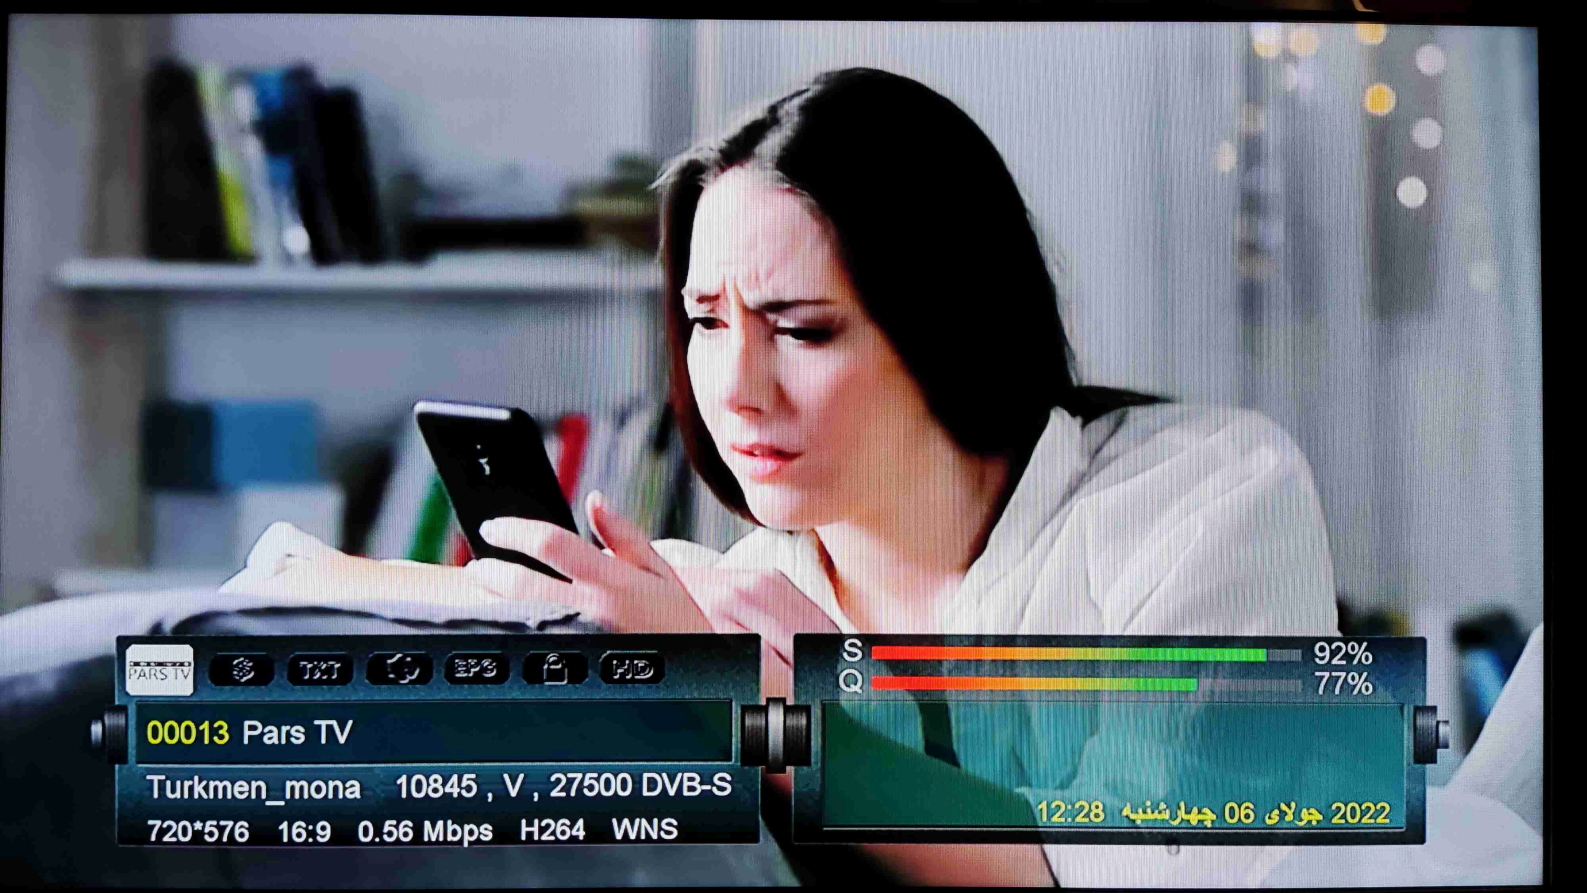 PARS TV
$ TXT EPG HD
S 92%
Q 77%
00013 Pars TV
Turkmen_mona 10845 , V , 27500 DVB-S
720*576 16:9 0.56 Mbps H264 WNS
12:28 چهارشنبه 06 جولای 2022